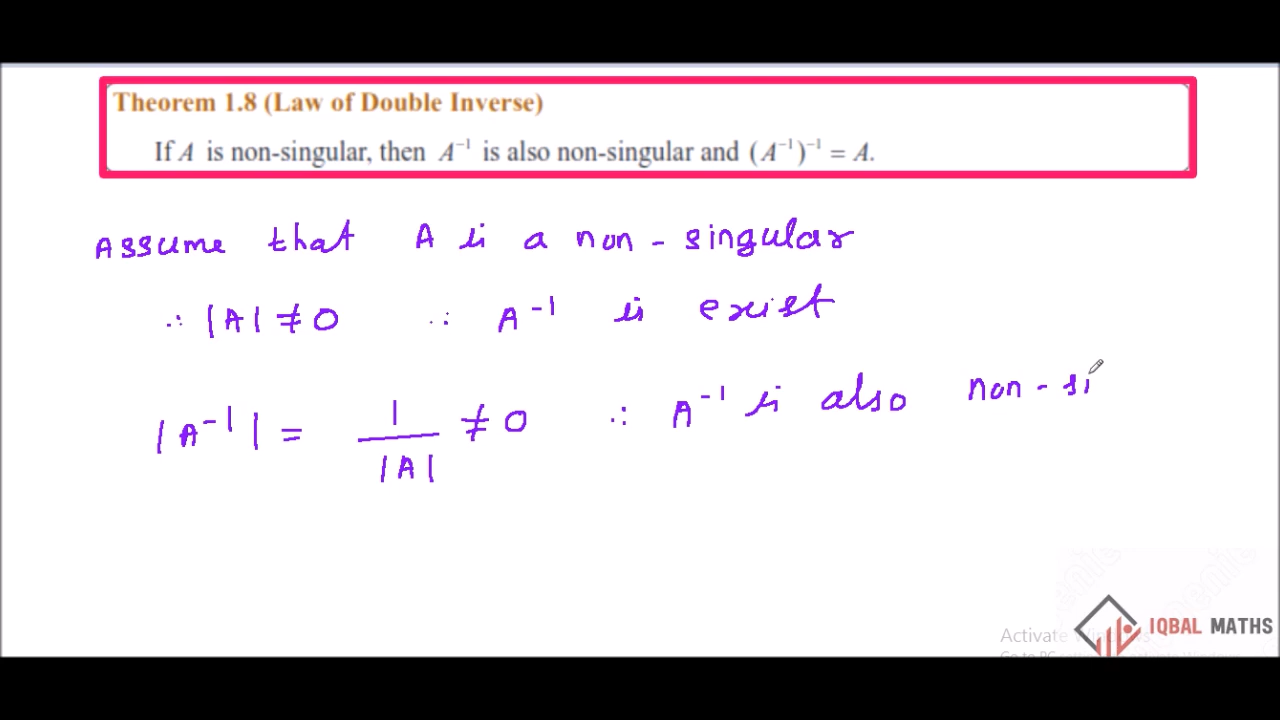 Theorem 1.8 (Law of Double Inverse)
If A is non-singular, then A⁻¹ is also non-singular and (A⁻¹)⁻¹ = A.
Assume that A is a non-singular
∴ |A| ≠ 0 ∴ A⁻¹ is exist
|A⁻¹| = 1/|A| ≠ 0 ∴ A⁻¹ is also non-si
Activate Windows
IQBAL MATHS